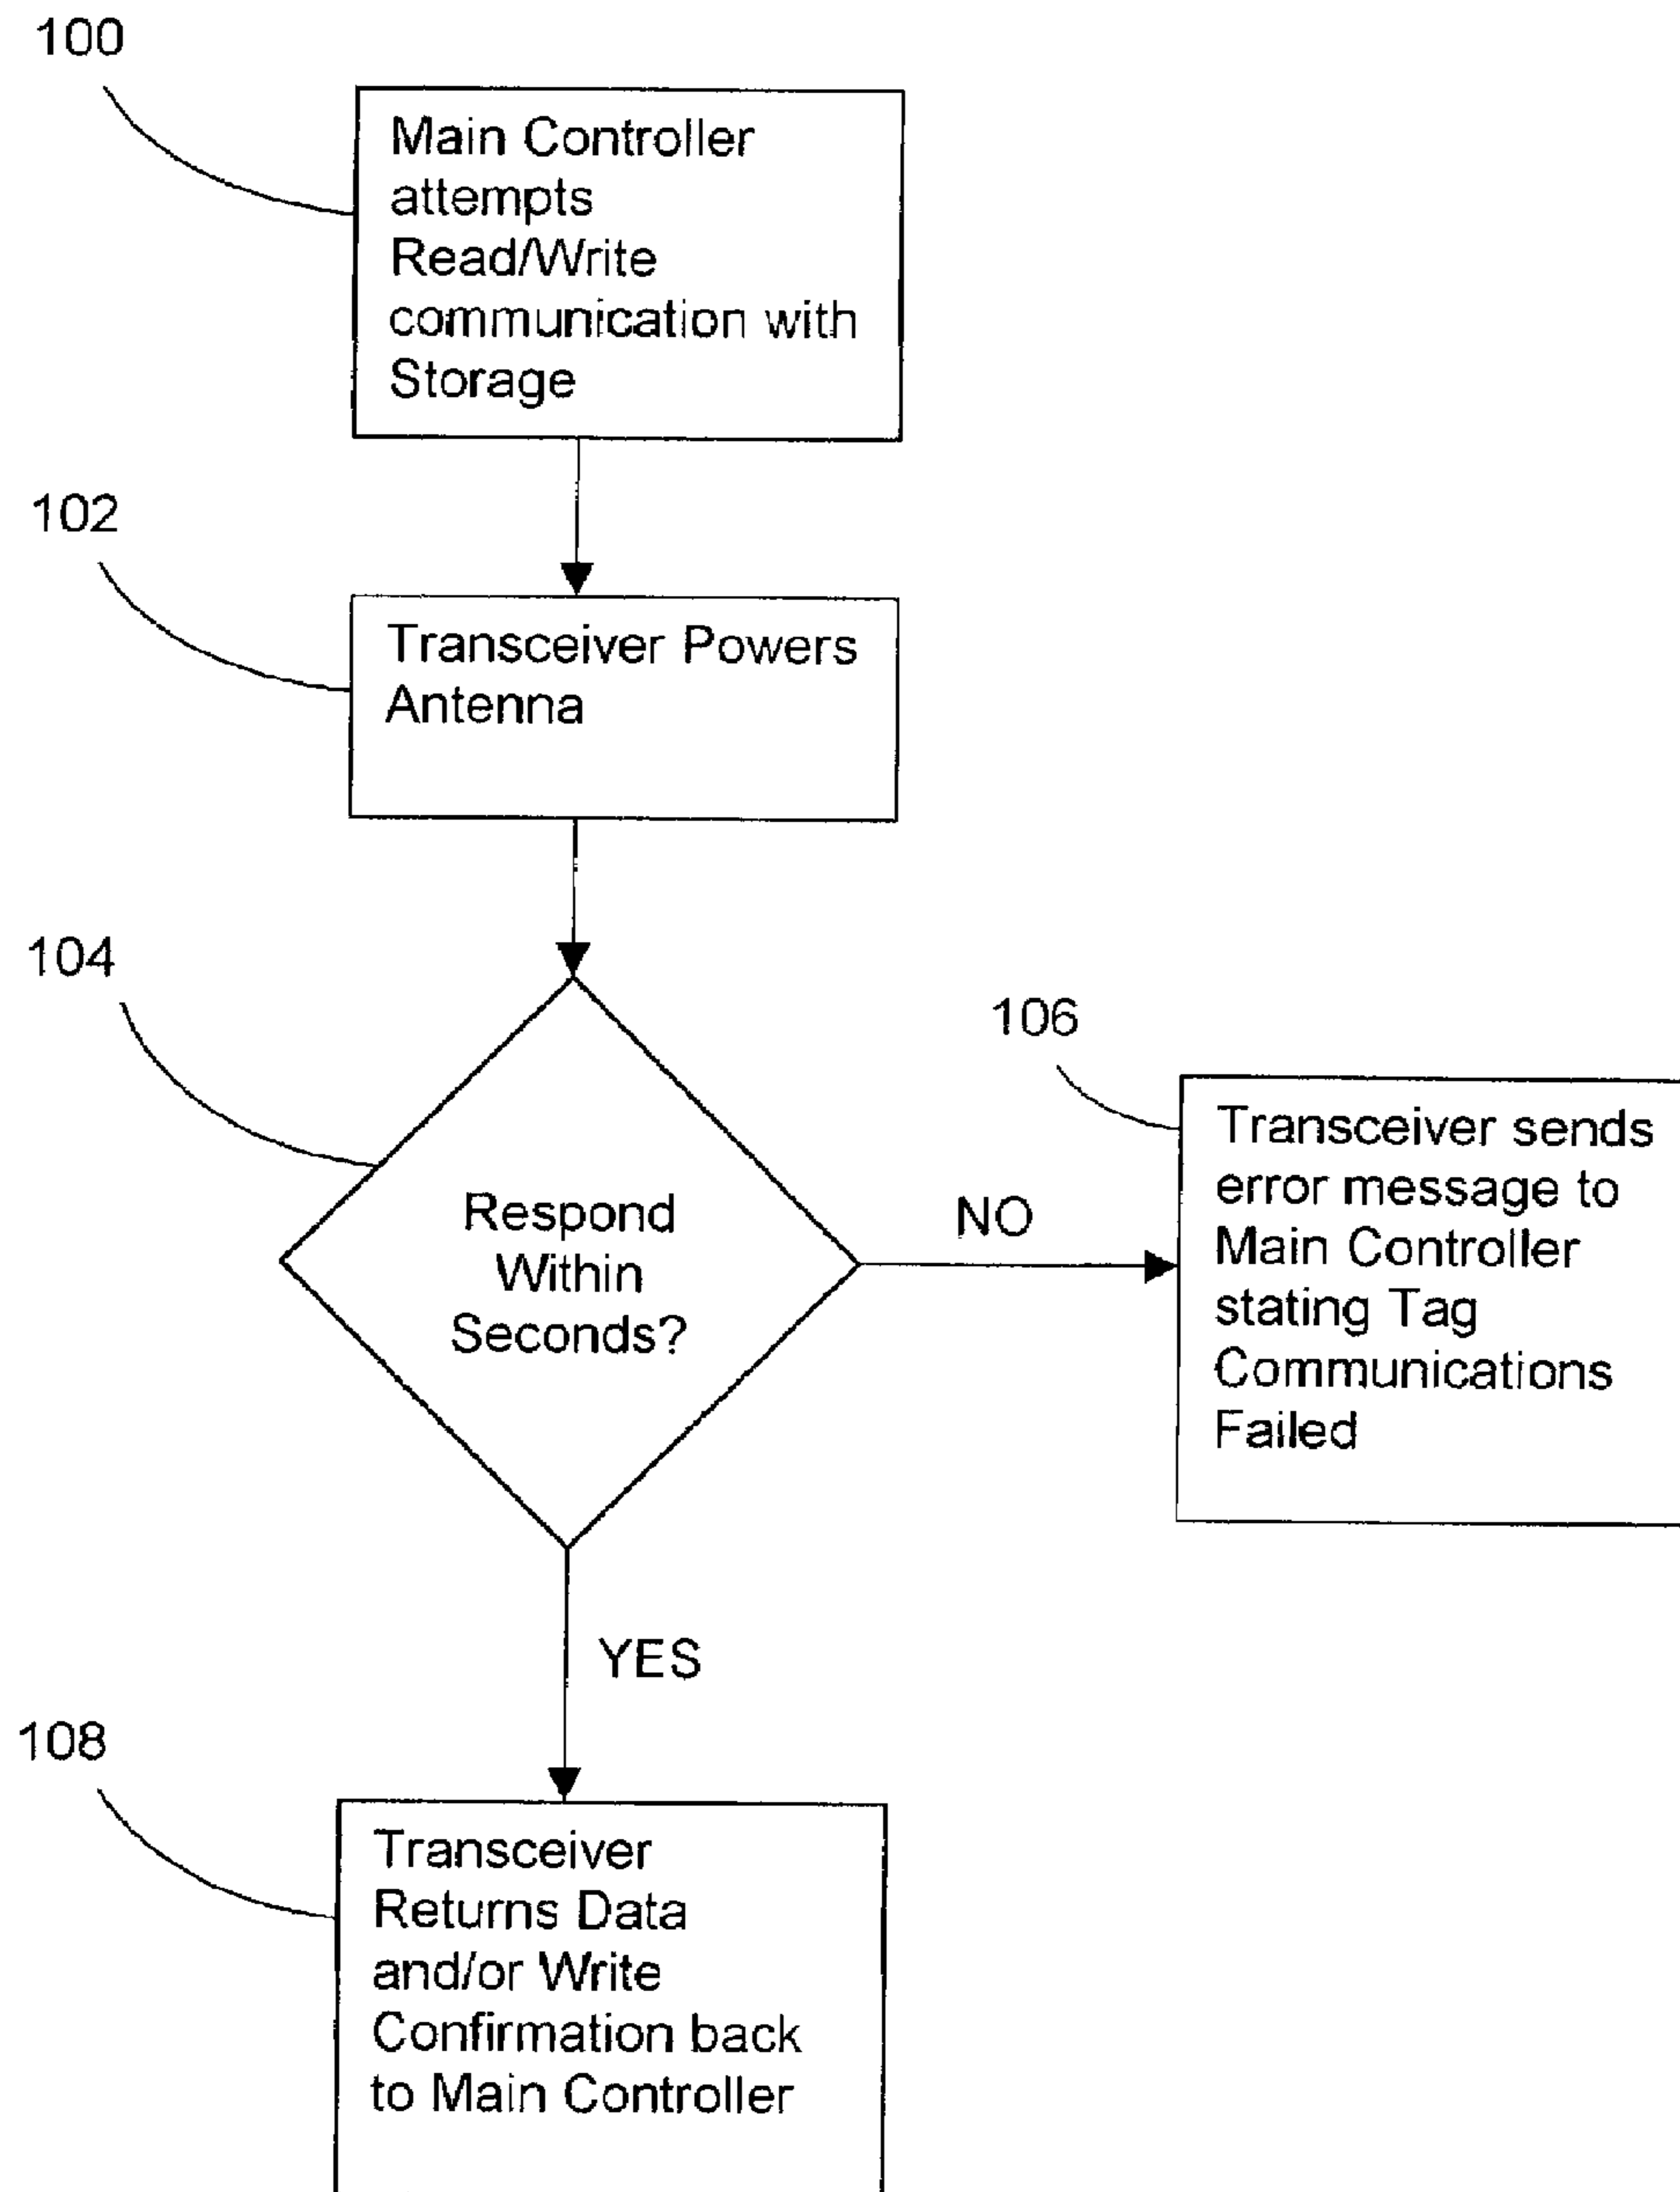 100
Main Controller
attempts
Read/Write
communication with
Storage
102
Transceiver Powers
Antenna
104
Respond
Within
Seconds?
NO
106
Transceiver sends
error message to
Main Controller
stating Tag
Communications
Failed
YES
108
Transceiver
Returns Data
and/or Write
Confirmation back
to Main Controller